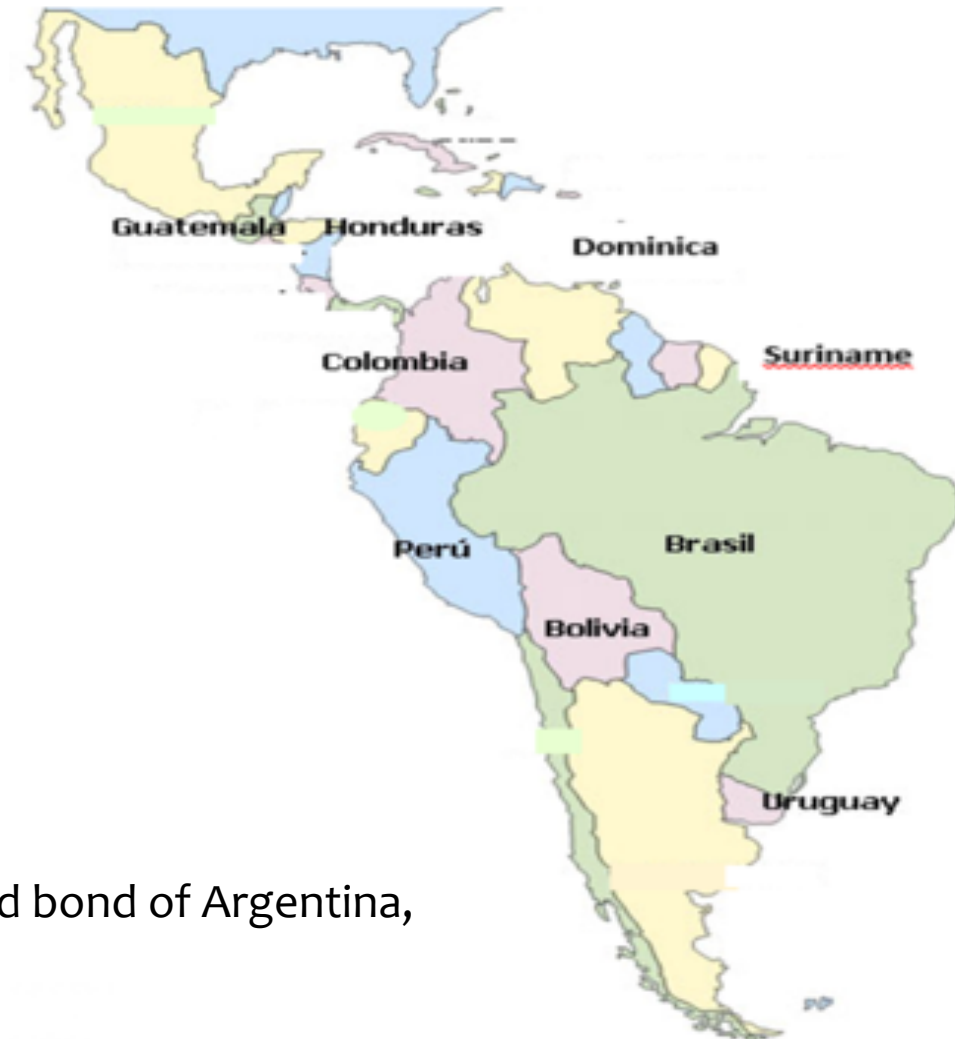 Guatemala Honduras
Dominica
Colombia
Suriname
Perú
Brasil
Bolivia
Uruguay
d bond of Argentina,